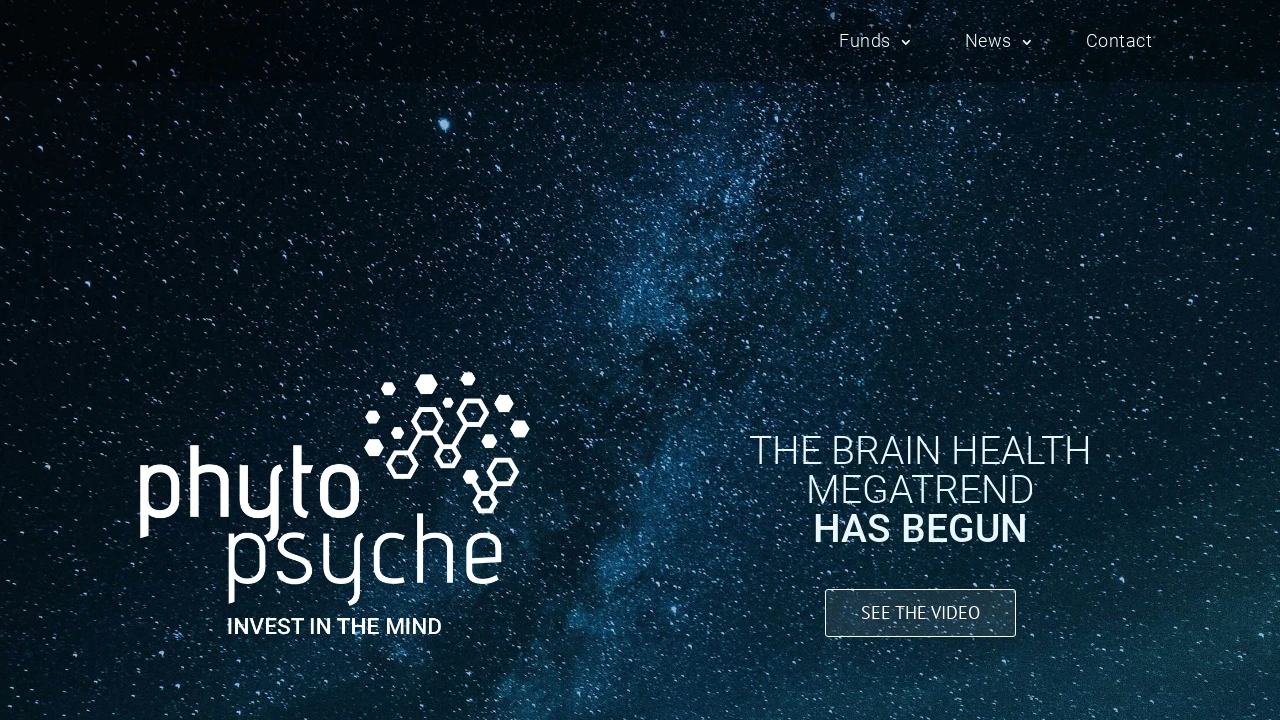 Funds
News
Contact
phyto
psyche
INVEST IN THE MIND
THE BRAIN HEALTH
MEGATREND
HAS BEGUN
SEE THE VIDEO